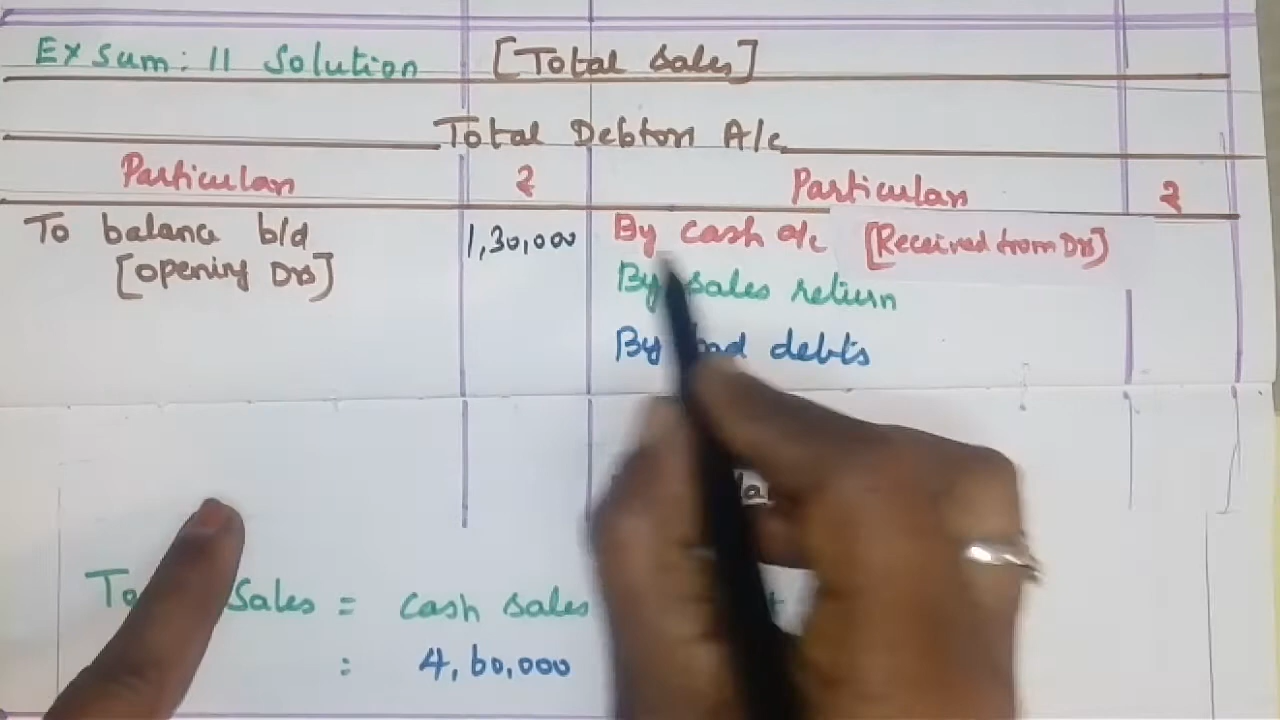 Ex sum: 11 Solution [Total Sales]
Total Debtors A/c
Particulars ₹ Particulars ₹
To balance b/d 1,30,000 By cash a/c [Received from Drs]
[opening Drs] By sales return
By bad debts
Sales = cash sales
: 4,60,000